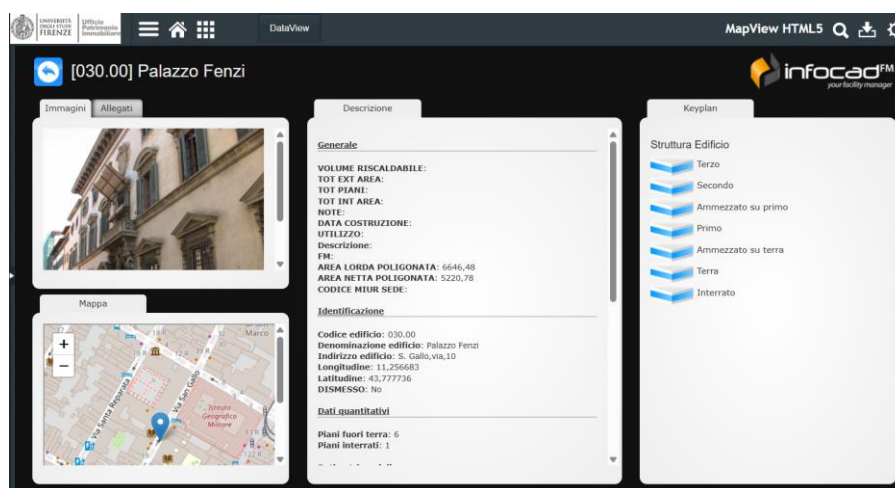 UNIVERSITÀ
DEGLI STUDI
FIRENZE
Ufficio
Patrimonio
Immobiliare
DataView
MapView HTML5
[030.00] Palazzo Fenzi
infocadFM
your facility manager
Immagini
Allegati
Mappa
+
−
Marco
Via Santa Reparata
Via San Gallo
Istituto
Geografico
Militare
Descrizione
Generale
VOLUME RISCALDABILE:
TOT EXT AREA:
TOT PIANI:
TOT INT AREA:
NOTE:
DATA COSTRUZIONE:
UTILIZZO:
Descrizione:
FM:
AREA LORDA POLIGONATA: 6646,48
AREA NETTA POLIGONATA: 5220,78
CODICE MIUR SEDE:
Identificazione
Codice edificio: 030.00
Denominazione edificio: Palazzo Fenzi
Indirizzo edificio: S. Gallo,via,10
Longitudine: 11,256683
Latitudine: 43,777736
DISMESSO: No
Dati quantitativi
Piani fuori terra: 6
Piani interrati: 1
Keyplan
Struttura Edificio
Terzo
Secondo
Ammezzato su primo
Primo
Ammezzato su terra
Terra
Interrato